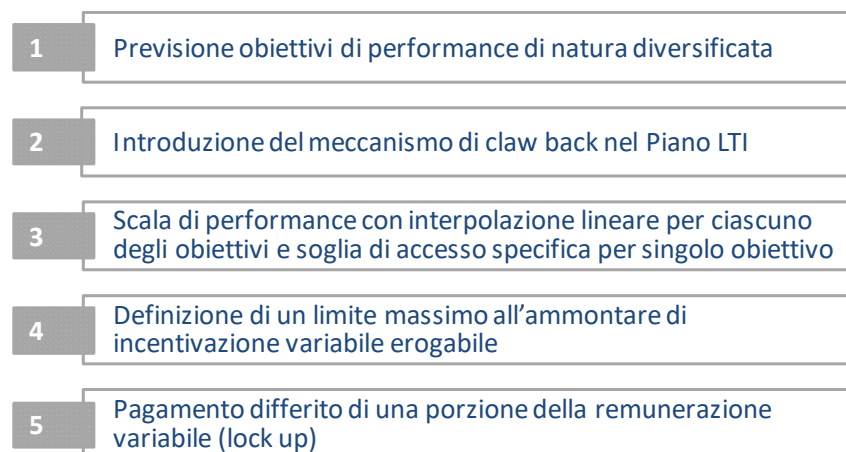 1 Previsione obiettivi di performance di natura diversificata
2 Introduzione del meccanismo di claw back nel Piano LTI
3 Scala di performance con interpolazione lineare per ciascuno
degli obiettivi e soglia di accesso specifica per singolo obiettivo
4 Definizione di un limite massimo all'ammontare di
incentivazione variabile erogabile
5 Pagamento differito di una porzione della remunerazione
variabile (lock up)